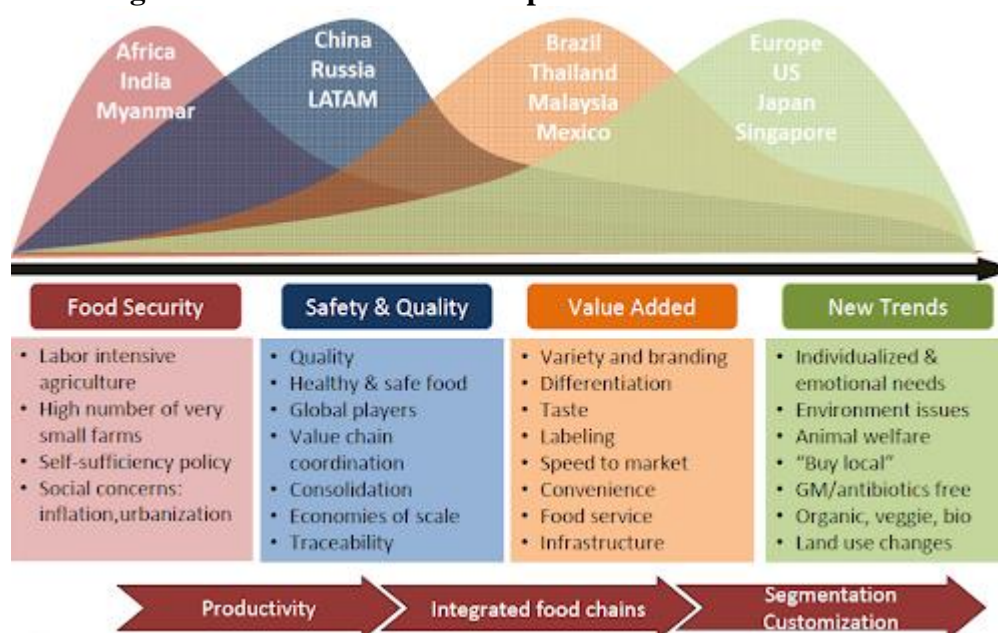 Africa
India
Myanmar
China
Russia
LATAM
Brazil
Thailand
Malaysia
Mexico
Europe
US
Japan
Singapore
Food Security
• Labor intensive
agriculture
• High number of very
small farms
• Self-sufficiency policy
• Social concerns:
inflation,urbanization
Safety & Quality
• Quality
• Healthy & safe food
• Global players
• Value chain
coordination
• Consolidation
• Economies of scale
• Traceability
Value Added
• Variety and branding
• Differentiation
• Taste
• Labeling
• Speed to market
• Convenience
• Food service
• Infrastructure
New Trends
• Individualized &
emotional needs
• Environment issues
• Animal welfare
• "Buy local"
• GM/antibiotics free
• Organic, veggie, bio
• Land use changes
Productivity
Integrated food chains
Segmentation
Customization